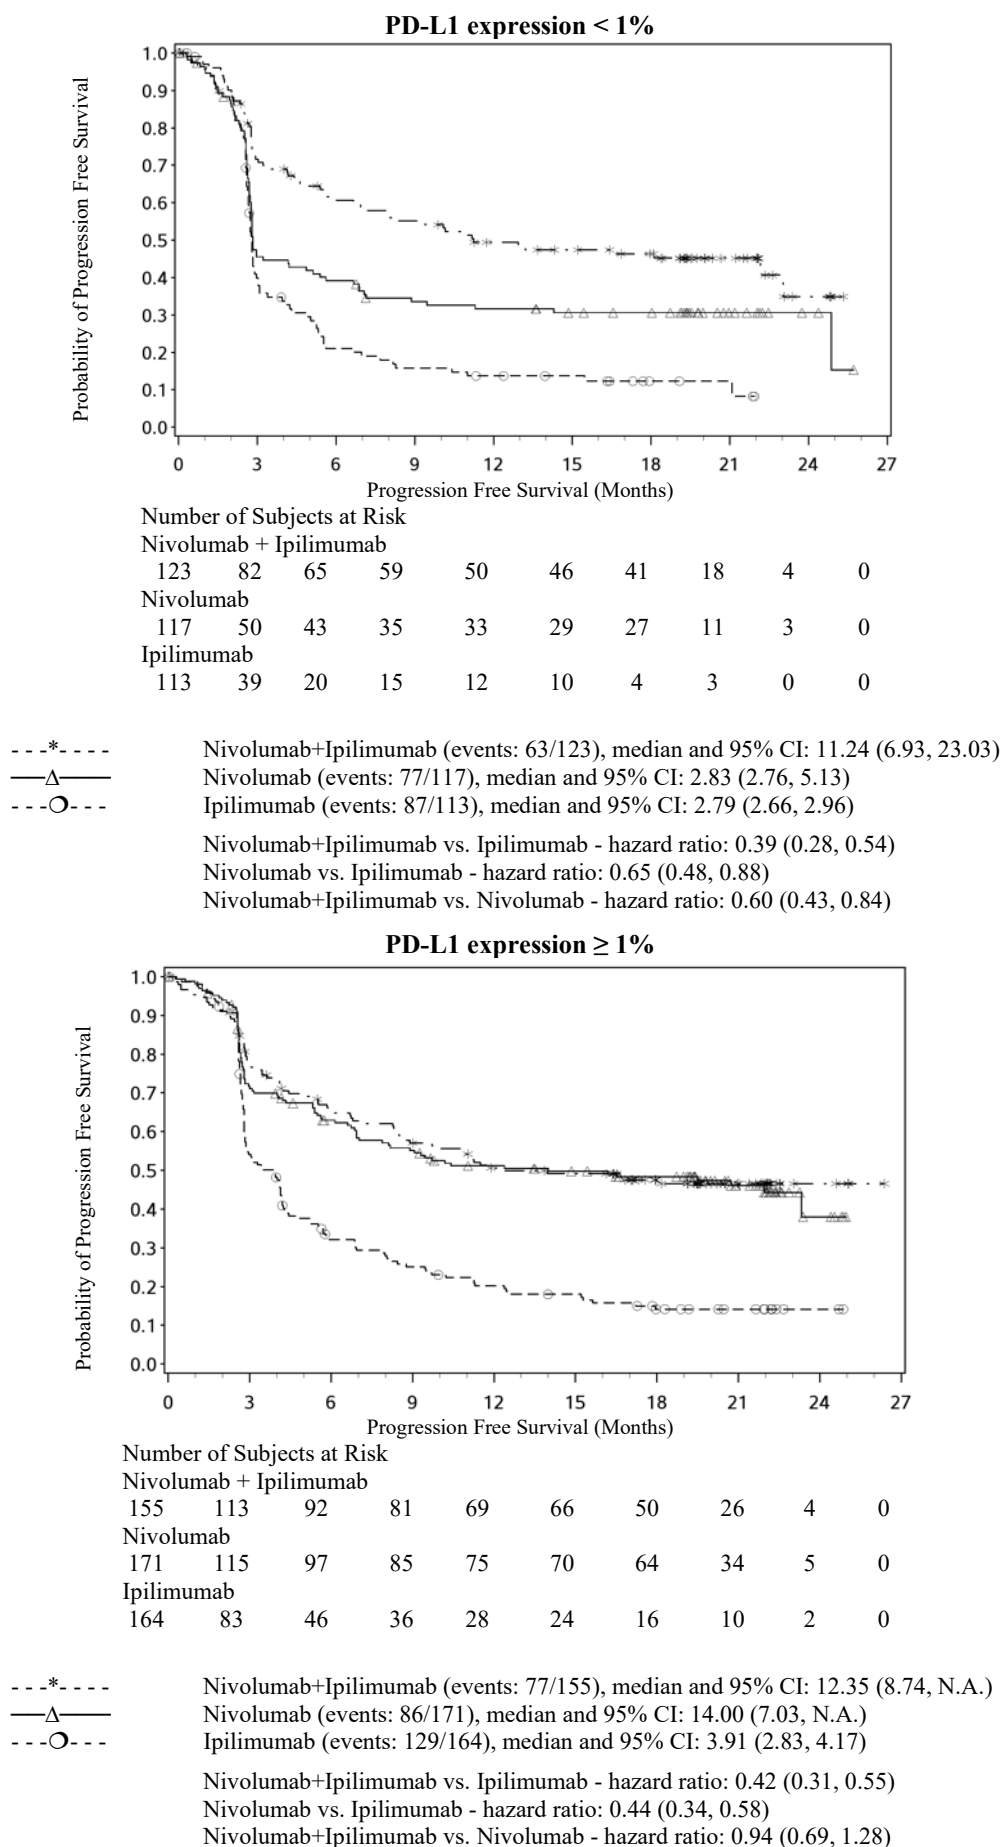 PD-L1 expression < 1%
Probability of Progression Free Survival
1.0
0.9
0.8
0.7
0.6
0.5
0.4
0.3
0.2
0.1
0.0
0 3 6 9 12 15 18 21 24 27
Progression Free Survival (Months)
Number of Subjects at Risk
Nivolumab + Ipilimumab
123 82 65 59 50 46 41 18 4 0
Nivolumab
117 50 43 35 33 29 27 11 3 0
Ipilimumab
113 39 20 15 12 10 4 3 0 0
- - -*- - - - Nivolumab+Ipilimumab (events: 63/123), median and 95% CI: 11.24 (6.93, 23.03)
──Δ─── Nivolumab (events: 77/117), median and 95% CI: 2.83 (2.76, 5.13)
- - -❍- - - Ipilimumab (events: 87/113), median and 95% CI: 2.79 (2.66, 2.96)
Nivolumab+Ipilimumab vs. Ipilimumab - hazard ratio: 0.39 (0.28, 0.54)
Nivolumab vs. Ipilimumab - hazard ratio: 0.65 (0.48, 0.88)
Nivolumab+Ipilimumab vs. Nivolumab - hazard ratio: 0.60 (0.43, 0.84)
PD-L1 expression ≥ 1%
Probability of Progression Free Survival
1.0
0.9
0.8
0.7
0.6
0.5
0.4
0.3
0.2
0.1
0.0
0 3 6 9 12 15 18 21 24 27
Progression Free Survival (Months)
Number of Subjects at Risk
Nivolumab + Ipilimumab
155 113 92 81 69 66 50 26 4 0
Nivolumab
171 115 97 85 75 70 64 34 5 0
Ipilimumab
164 83 46 36 28 24 16 10 2 0
- - -*- - - - Nivolumab+Ipilimumab (events: 77/155), median and 95% CI: 12.35 (8.74, N.A.)
──Δ─── Nivolumab (events: 86/171), median and 95% CI: 14.00 (7.03, N.A.)
- - -❍- - - Ipilimumab (events: 129/164), median and 95% CI: 3.91 (2.83, 4.17)
Nivolumab+Ipilimumab vs. Ipilimumab - hazard ratio: 0.42 (0.31, 0.55)
Nivolumab vs. Ipilimumab - hazard ratio: 0.44 (0.34, 0.58)
Nivolumab+Ipilimumab vs. Nivolumab - hazard ratio: 0.94 (0.69, 1.28)